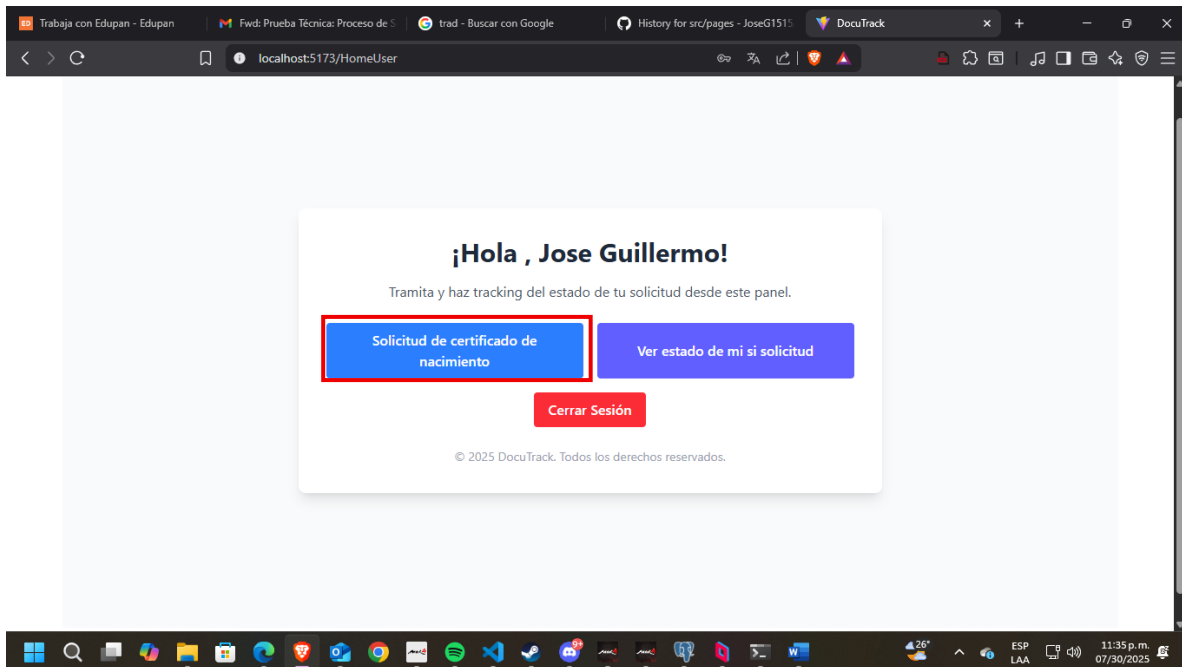 ED Trabaja con Edupan - Edupan
Fwd: Prueba Técnica: Proceso de S
trad - Buscar con Google
History for src/pages - JoseG1515
DocuTrack
localhost:5173/HomeUser
¡Hola , Jose Guillermo!
Tramita y haz tracking del estado de tu solicitud desde este panel.
Solicitud de certificado de
nacimiento
Ver estado de mi si solicitud
Cerrar Sesión
© 2025 DocuTrack. Todos los derechos reservados.
26°
ESP
LAA
11:35 p.m.
07/30/2025